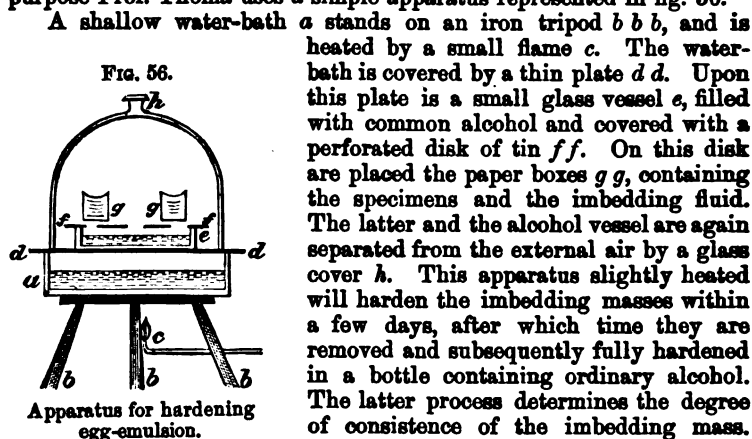 purpose Prof. Thoma uses a simple apparatus represented in fig. 56.
A shallow water-bath a stands on an iron tripod b b b, and is
heated by a small flame c. The water-
bath is covered by a thin plate d d. Upon
this plate is a small glass vessel e, filled
with common alcohol and covered with a
perforated disk of tin f f. On this disk
are placed the paper boxes g g, containing
the specimens and the imbedding fluid.
The latter and the alcohol vessel are again
separated from the external air by a glass
cover h. This apparatus slightly heated
will harden the imbedding masses within
a few days, after which time they are
removed and subsequently fully hardened
in a bottle containing ordinary alcohol.
The latter process determines the degree
of consistence of the imbedding mass.
Fig. 56.
h
g g
f f
e
d d
a
c
b b b
Apparatus for hardening
egg-emulsion.